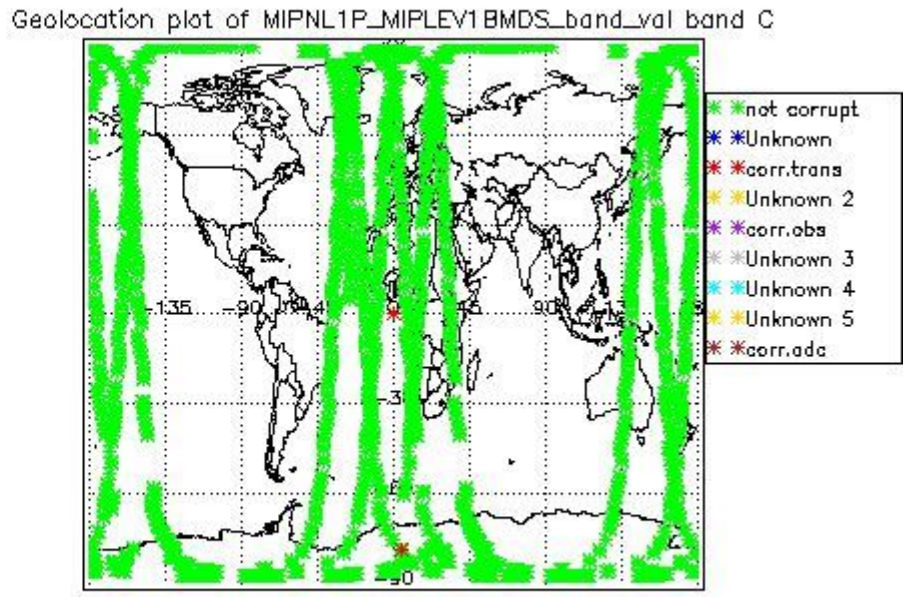 Geolocation plot of MIPNL1P_MIPLEV1BMDS_band_val band C
not corrupt
Unknown
corr.trans
Unknown 2
corr.obs
Unknown 3
Unknown 4
Unknown 5
corr.adc
-135 -90 45 90
-90